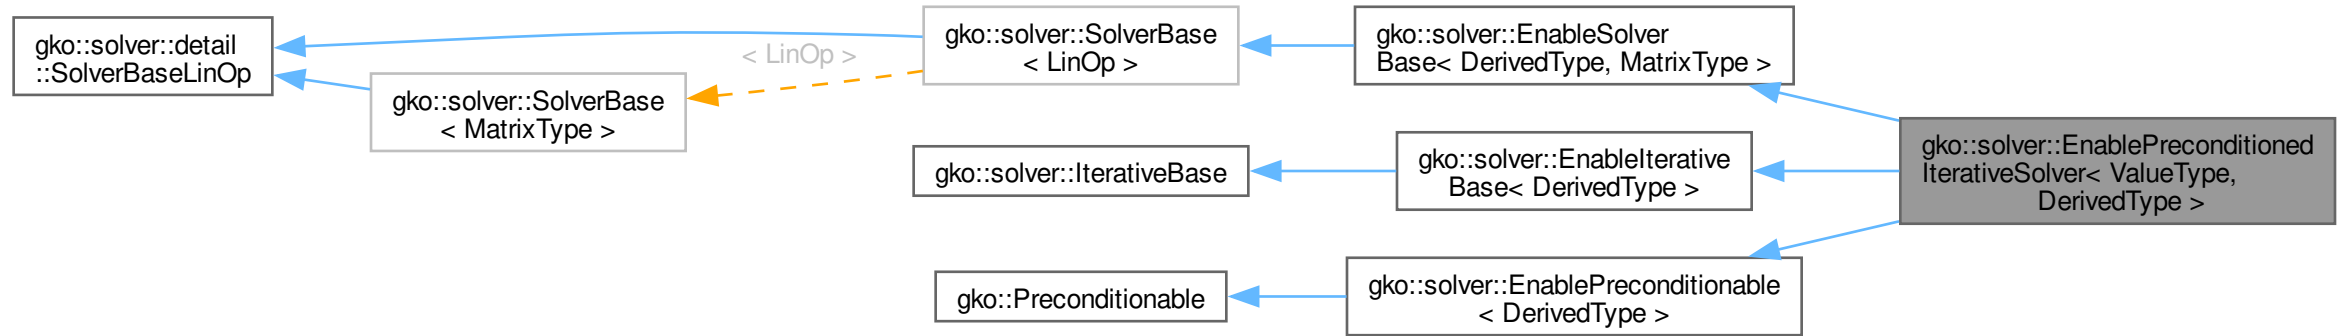 gko::solver::detail
::SolverBaseLinOp
gko::solver::SolverBase
< MatrixType >
< LinOp >
gko::solver::SolverBase
< LinOp >
gko::solver::EnableSolver
Base< DerivedType, MatrixType >
gko::solver::IterativeBase
gko::solver::EnableIterative
Base< DerivedType >
gko::Preconditionable
gko::solver::EnablePreconditionable
< DerivedType >
gko::solver::EnablePreconditioned
IterativeSolver< ValueType,
DerivedType >